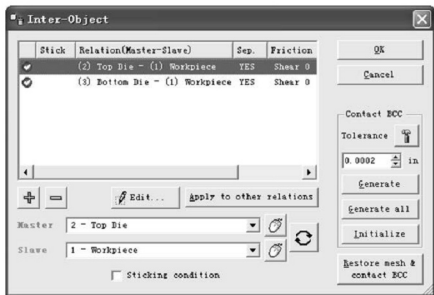 Inter-Object
Stick Relation(Master-Slave) Sep. Friction
(2) Top Die - (1) Workpiece YES Shear 0
(3) Bottom Die - (1) Workpiece YES Shear 0
OK
Cancel
Contact BCC
Tolerance
0.0002 in
Generate
Generate all
Initialize
Restore mesh &
contact BCC
Edit...
Apply to other relations
Master 2 - Top Die
Slave 1 - Workpiece
Sticking condition